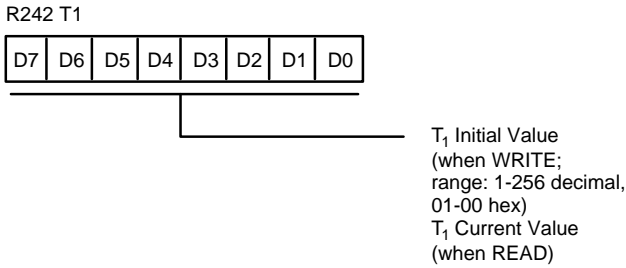 R242 T1
D7 D6 D5 D4 D3 D2 D1 D0
T1 Initial Value
(when WRITE;
range: 1-256 decimal,
01-00 hex)
T1 Current Value
(when READ)